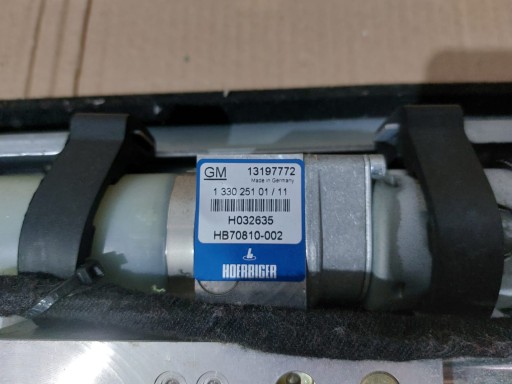 GM 13197772
Made in Germany
1 330 251 01 / 11
H032635
HB70810-002
HOERBIGER